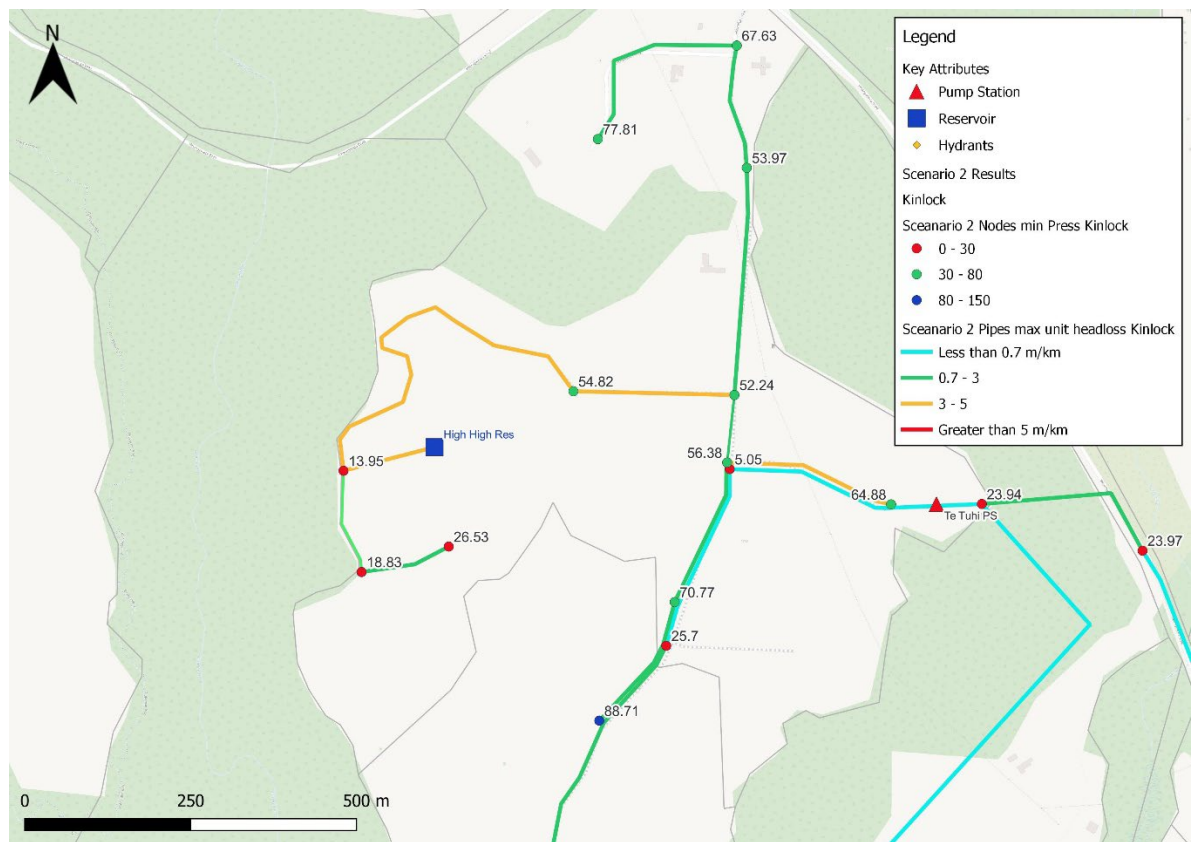 N
67.63
77.81
53.97
54.82
52.24
High High Res
13.95
56.38
5.05
64.88
23.94
Te Tuhi PS
23.97
18.83
26.53
70.77
25.7
88.71
0
250
500 m
Legend
Key Attributes
Pump Station
Reservoir
Hydrants
Scenario 2 Results
Kinlock
Sceanario 2 Nodes min Press Kinlock
0 - 30
30 - 80
80 - 150
Sceanario 2 Pipes max unit headloss Kinlock
Less than 0.7 m/km
0.7 - 3
3 - 5
Greater than 5 m/km